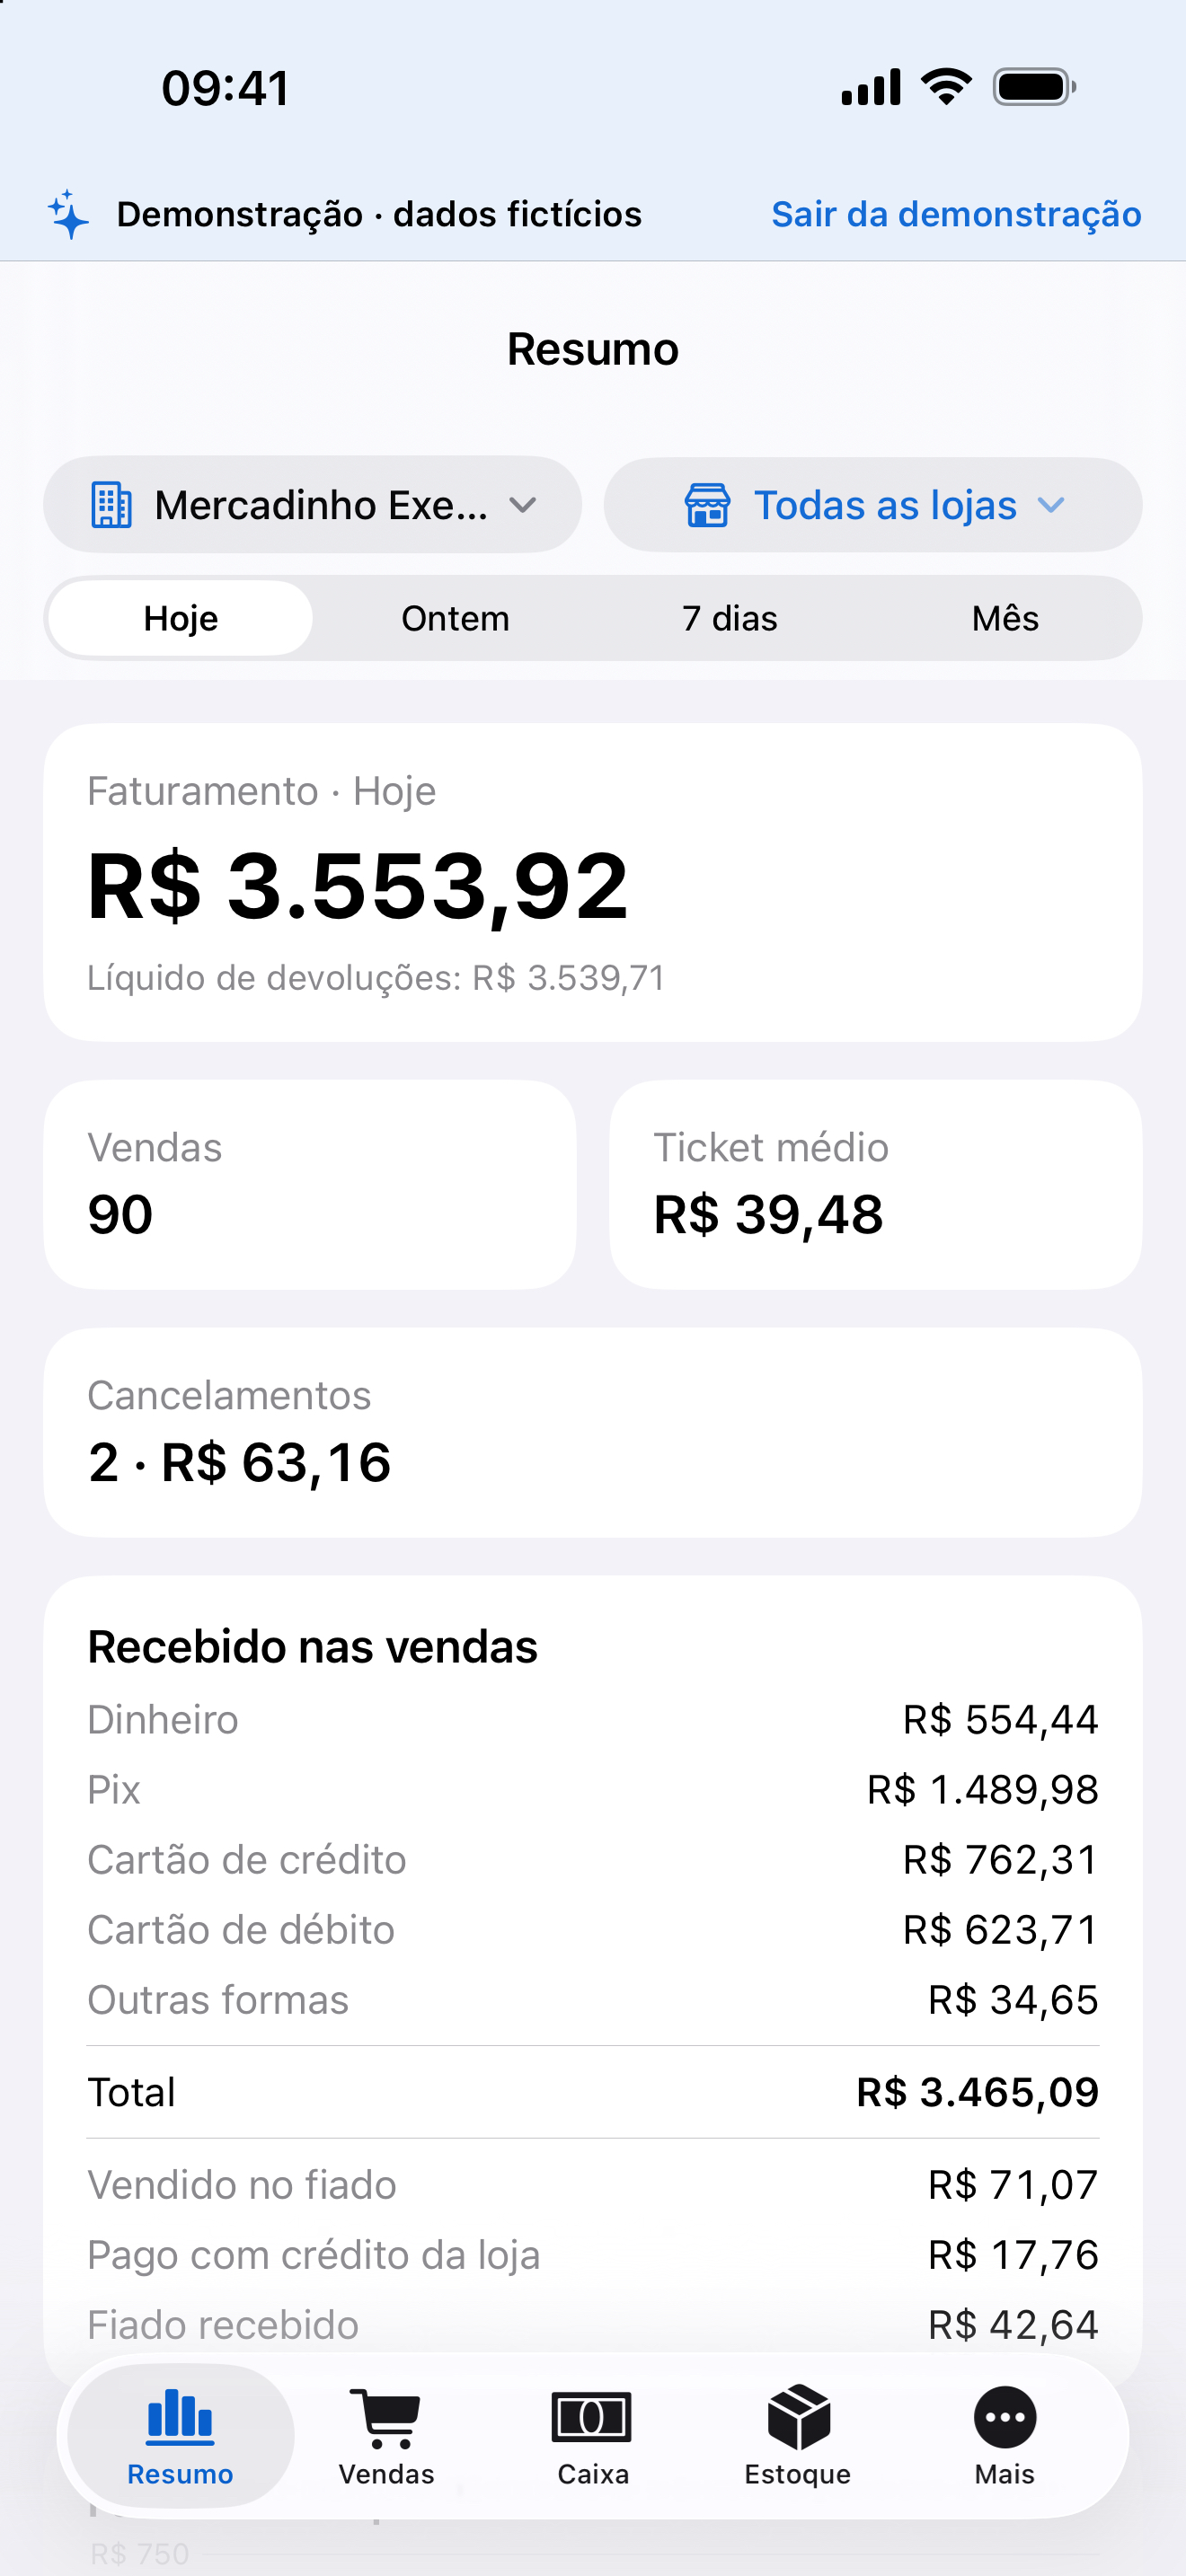 09:41
Demonstração · dados fictícios
Sair da demonstração
Resumo
Mercadinho Exe...
Todas as lojas
Hoje
Ontem
7 dias
Mês
Faturamento · Hoje
R$ 3.553,92
Líquido de devoluções: R$ 3.539,71
Vendas
90
Ticket médio
R$ 39,48
Cancelamentos
2 · R$ 63,16
Recebido nas vendas
Dinheiro R$ 554,44
Pix R$ 1.489,98
Cartão de crédito R$ 762,31
Cartão de débito R$ 623,71
Outras formas R$ 34,65
Total R$ 3.465,09
Vendido no fiado R$ 71,07
Pago com crédito da loja R$ 17,76
Fiado recebido R$ 42,64
Resumo
Vendas
Caixa
Estoque
Mais
R$ 750